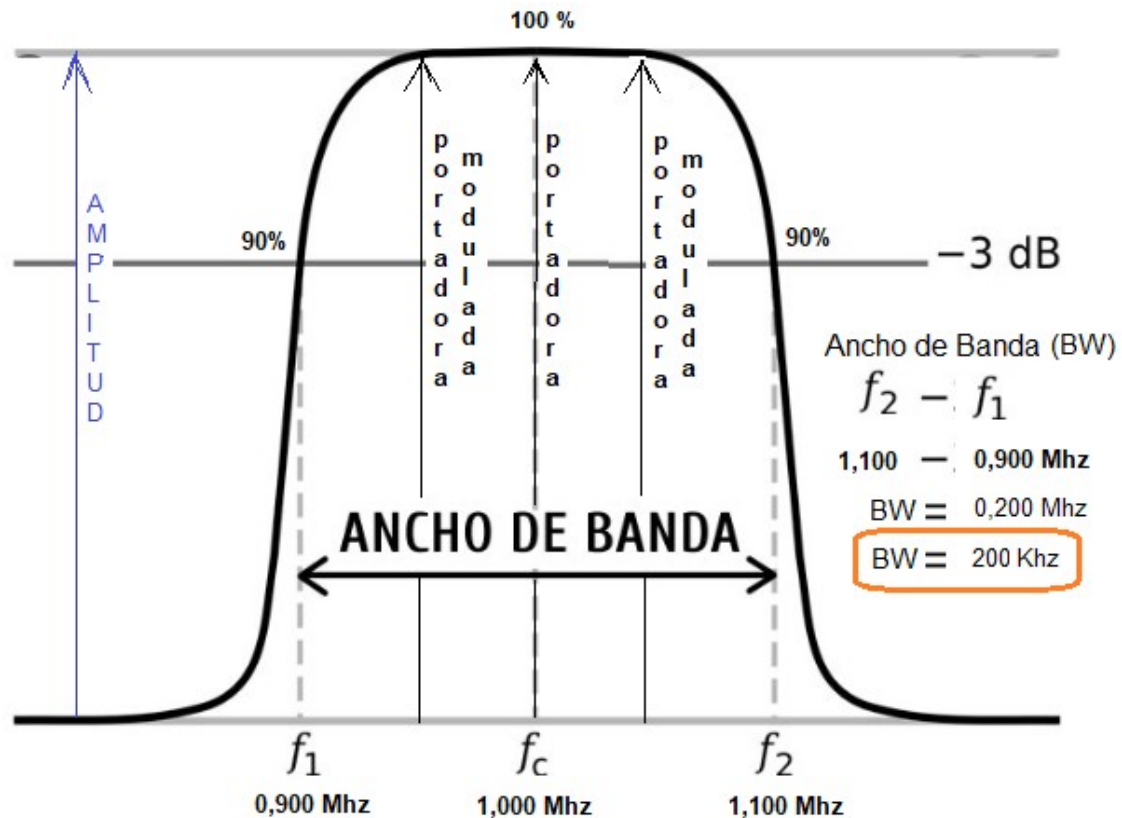 100 %
AMPLITUD
portadora
modulada
portadora
portadora
modulada
90%
90%
−3 dB
Ancho de Banda (BW)
f2 − f1
1,100 − 0,900 Mhz
BW = 0,200 Mhz
BW = 200 Khz
ANCHO DE BANDA
f1 fc f2
0,900 Mhz 1,000 Mhz 1,100 Mhz